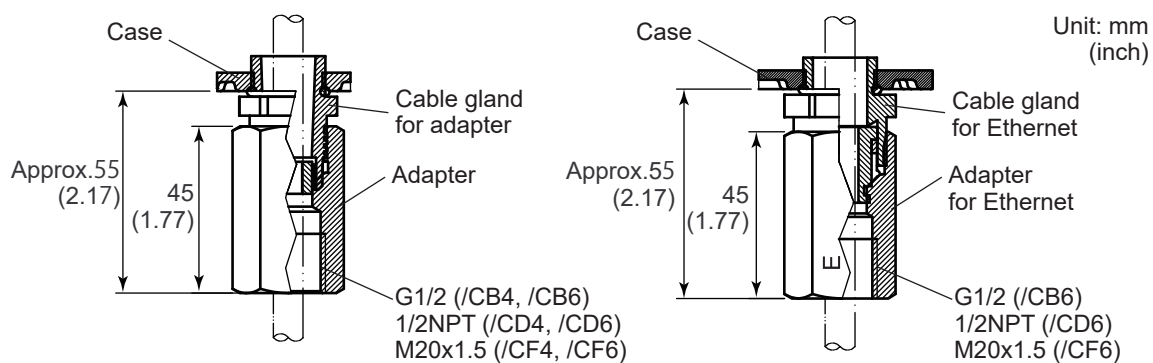 Unit: mm
(inch)
Case
Cable gland
for adapter
Approx.55
(2.17)
45
(1.77)
Adapter
G1/2 (/CB4, /CB6)
1/2NPT (/CD4, /CD6)
M20x1.5 (/CF4, /CF6)
Case
Cable gland
for Ethernet
Approx.55
(2.17)
45
(1.77)
Adapter
for Ethernet
E
G1/2 (/CB6)
1/2NPT (/CD6)
M20x1.5 (/CF6)